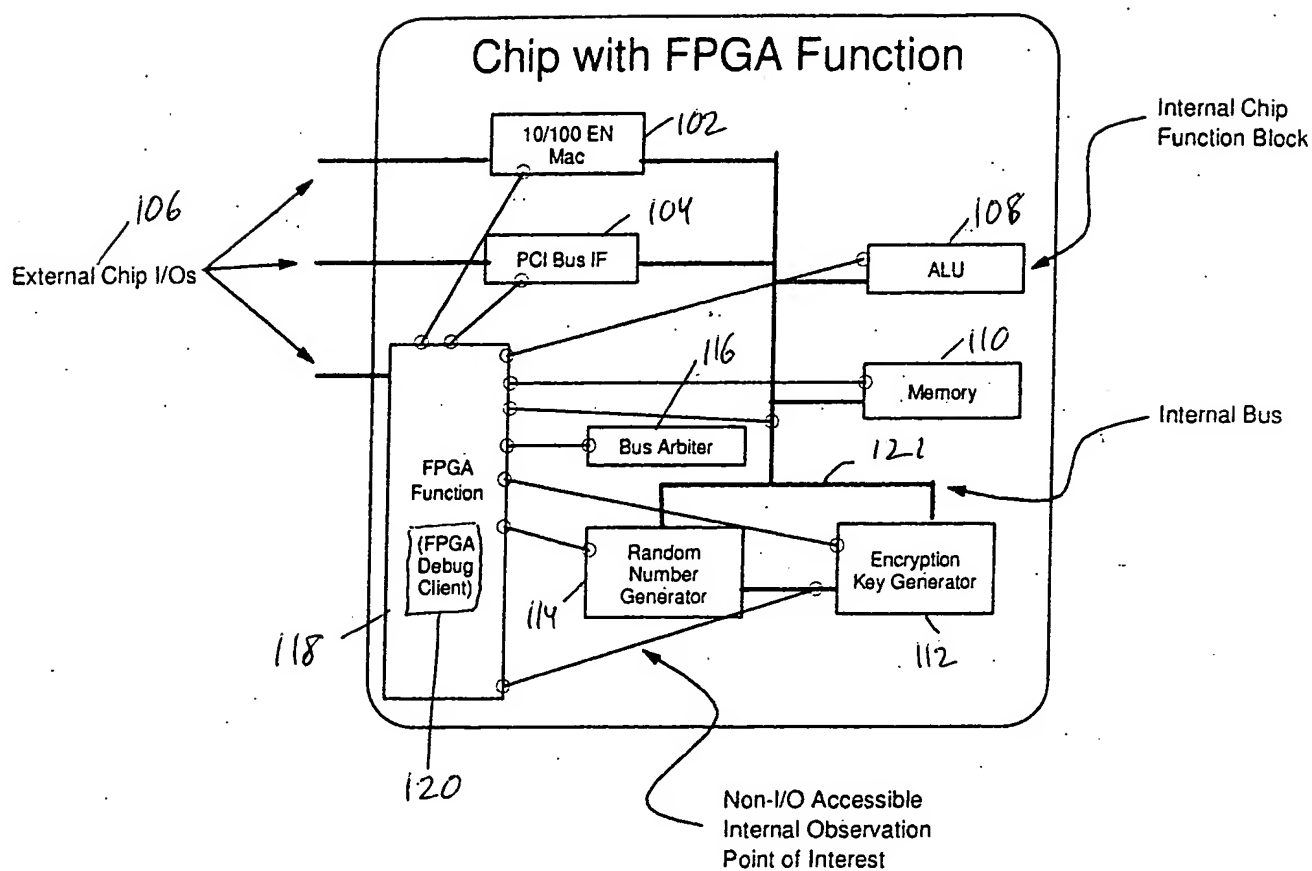 Chip with FPGA Function
10/100 EN
Mac
102
Internal Chip
Function Block
106
External Chip I/Os
PCI Bus IF
104
108
ALU
116
110
Memory
Bus Arbiter
Internal Bus
122
FPGA
Function
(FPGA
Debug
Client)
Random
Number
Generator
Encryption
Key Generator
114
118
112
120
Non-I/O Accessible
Internal Observation
Point of Interest